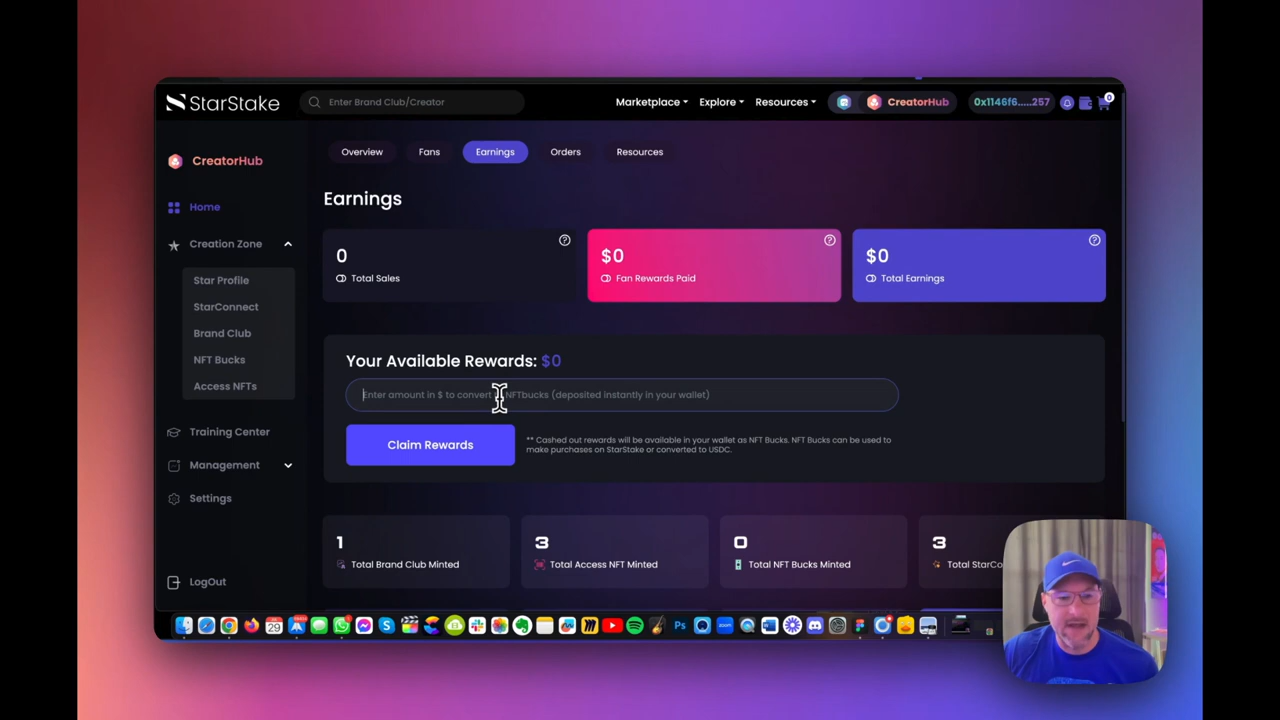 StarStake
Enter Brand Club/Creator
Marketplace
Explore
Resources
CreatorHub
0x1146f6.....257
0
CreatorHub
Home
Creation Zone
Star Profile
StarConnect
Brand Club
NFT Bucks
Access NFTs
Training Center
Management
Settings
LogOut
Overview
Fans
Earnings
Orders
Resources
Earnings
0
Total Sales
$0
Fan Rewards Paid
$0
Total Earnings
Your Available Rewards: $0
Enter amount in $ to convert NFTbucks (deposited instantly in your wallet)
Claim Rewards
** Cashed out rewards will be available in your wallet as NFT Bucks. NFT Bucks can be used to
make purchases on StarStake or converted to USDC.
1
Total Brand Club Minted
3
Total Access NFT Minted
0
Total NFT Bucks Minted
3
Total StarCo
29